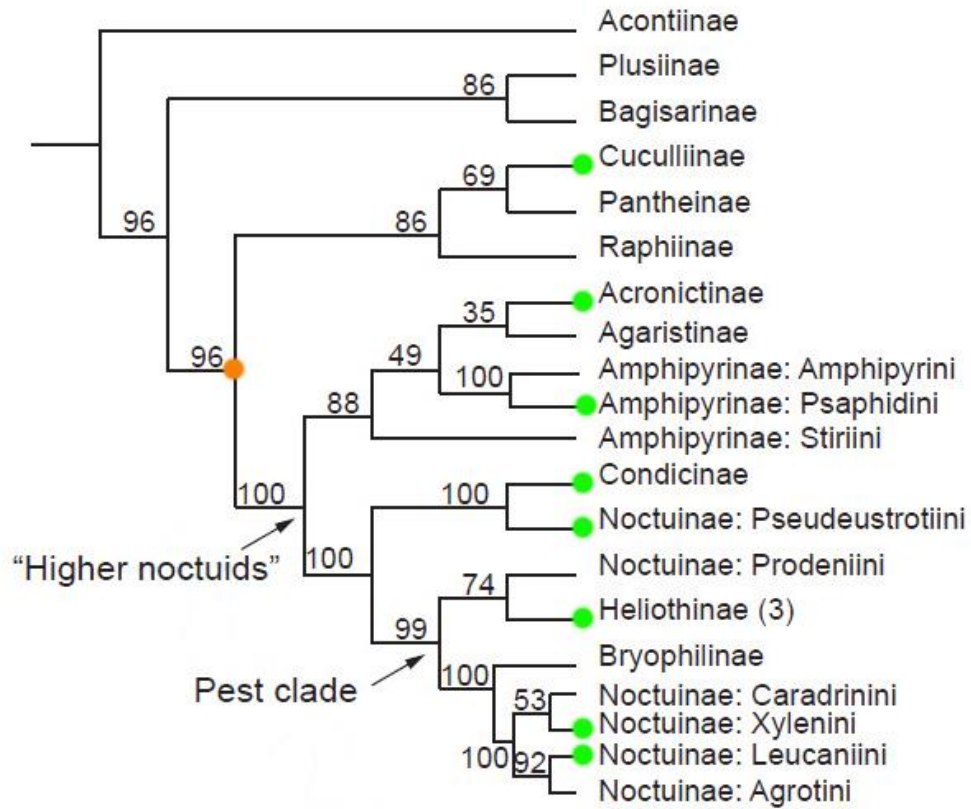 Acontiinae
Plusiinae
86
Bagisarinae
Cuculliinae
69
Pantheinae
96
86
Raphiinae
Acronictinae
35
Agaristinae
96
49
Amphipyrinae: Amphipyrini
100
Amphipyrinae: Psaphidini
88
Amphipyrinae: Stiriini
Condicinae
100
100
Noctuinae: Pseudeustrotiini
“Higher noctuids”
100
Noctuinae: Prodeniini
74
Heliothinae (3)
99
Bryophilinae
Pest clade
100
Noctuinae: Caradrinini
53
Noctuinae: Xylenini
100
Noctuinae: Leucaniini
92
Noctuinae: Agrotini